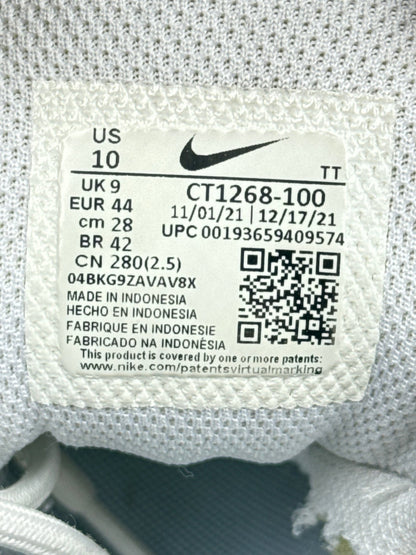 US
10
TT
UK 9
EUR 44
cm 28
BR 42
CN 280(2.5)
CT1268-100
11/01/21 | 12/17/21
UPC 00193659409574
04BKG9ZAVAV8X
MADE IN INDONESIA
HECHO EN INDONESIA
FABRIQUE EN INDONESIE
FABRICADO NA INDONÉSIA
This product is covered by one or more patents:
www.nike.com/patentsvirtualmarking